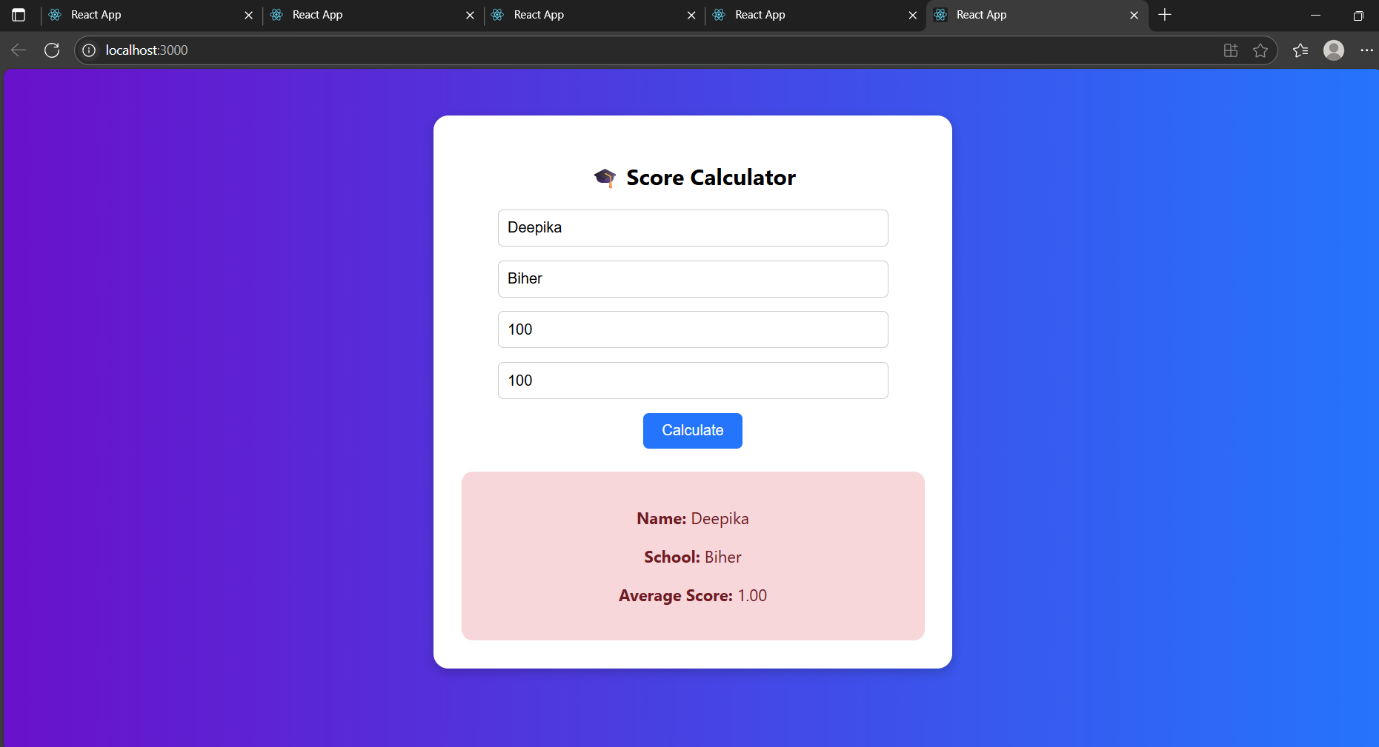 React App
React App
React App
React App
React App
localhost:3000
Score Calculator
Deepika
Biher
100
100
Calculate
Name: Deepika
School: Biher
Average Score: 1.00